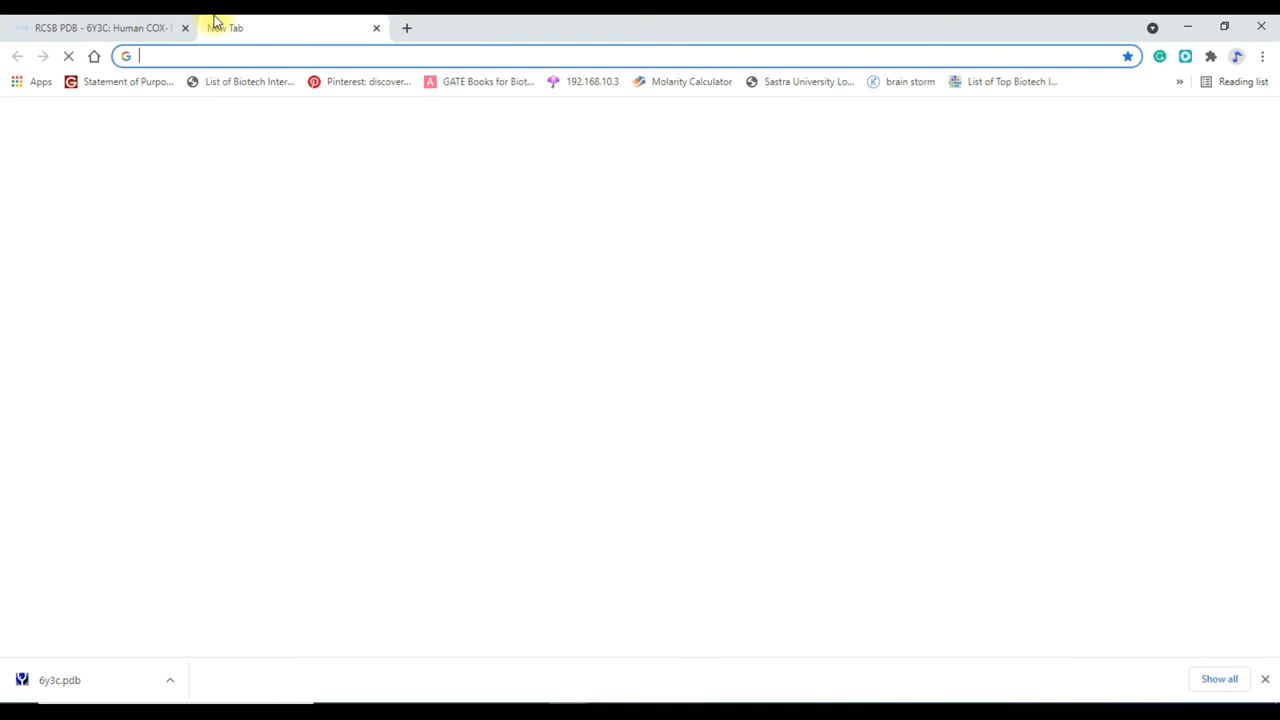 RCSB PDB - 6Y3C: Human COX-1
New Tab
Apps
Statement of Purpo...
List of Biotech Inter...
Pinterest: discover...
GATE Books for Biot...
192.168.10.3
Molarity Calculator
Sastra University Lo...
brain storm
List of Top Biotech I...
»
Reading list
6y3c.pdb
Show all